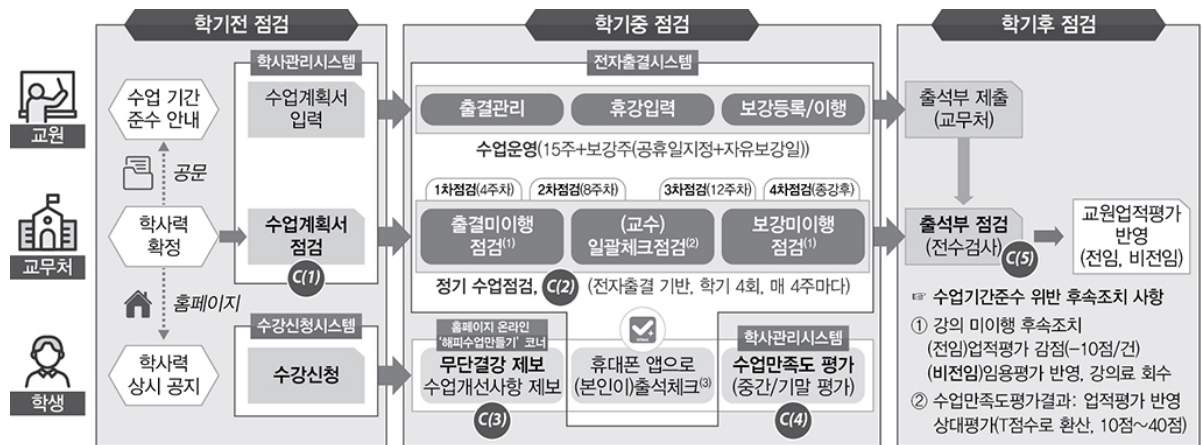 학기전 점검
학기중 점검
학기후 점검
학사관리시스템
전자출결시스템
교원
수업 기간
준수 안내
수업계획서
입력
출결관리
휴강입력
보강등록/이행
출석부 제출
(교무처)
수업운영(15주+보강주(공휴일지정+자유보강일))
공문
1차점검(4주차)
2차점검(8주차)
3차점검(12주차)
4차점검(종강후)
교무처
학사력
확정
수업계획서
점검
C(1)
출결미이행
점검(1)
(교수)
일괄체크점검(2)
보강미이행
점검(1)
출석부 점검
(전수검사)
C(5)
교원업적평가
반영
(전임, 비전임)
정기 수업점검, C(2) (전자출결 기반, 학기 4회, 매 4주마다)
홈페이지
수강신청시스템
홈페이지 온라인
'해피수업만들기' 코너
학사관리시스템
학생
학사력
상시 공지
수강신청
무단결강 제보
수업개선사항 제보
C(3)
휴대폰 앱으로
(본인이)출석체크(3)
수업만족도 평가
(중간/기말 평가)
C(4)
☞ 수업기간준수 위반 후속조치 사항
① 강의 미이행 후속조치
(전임)업적평가 감점(-10점/건)
(비전임)임용평가 반영, 강의료 회수
② 수업만족도평가결과: 업적평가 반영
상대평가(T점수로 환산, 10점~40점)